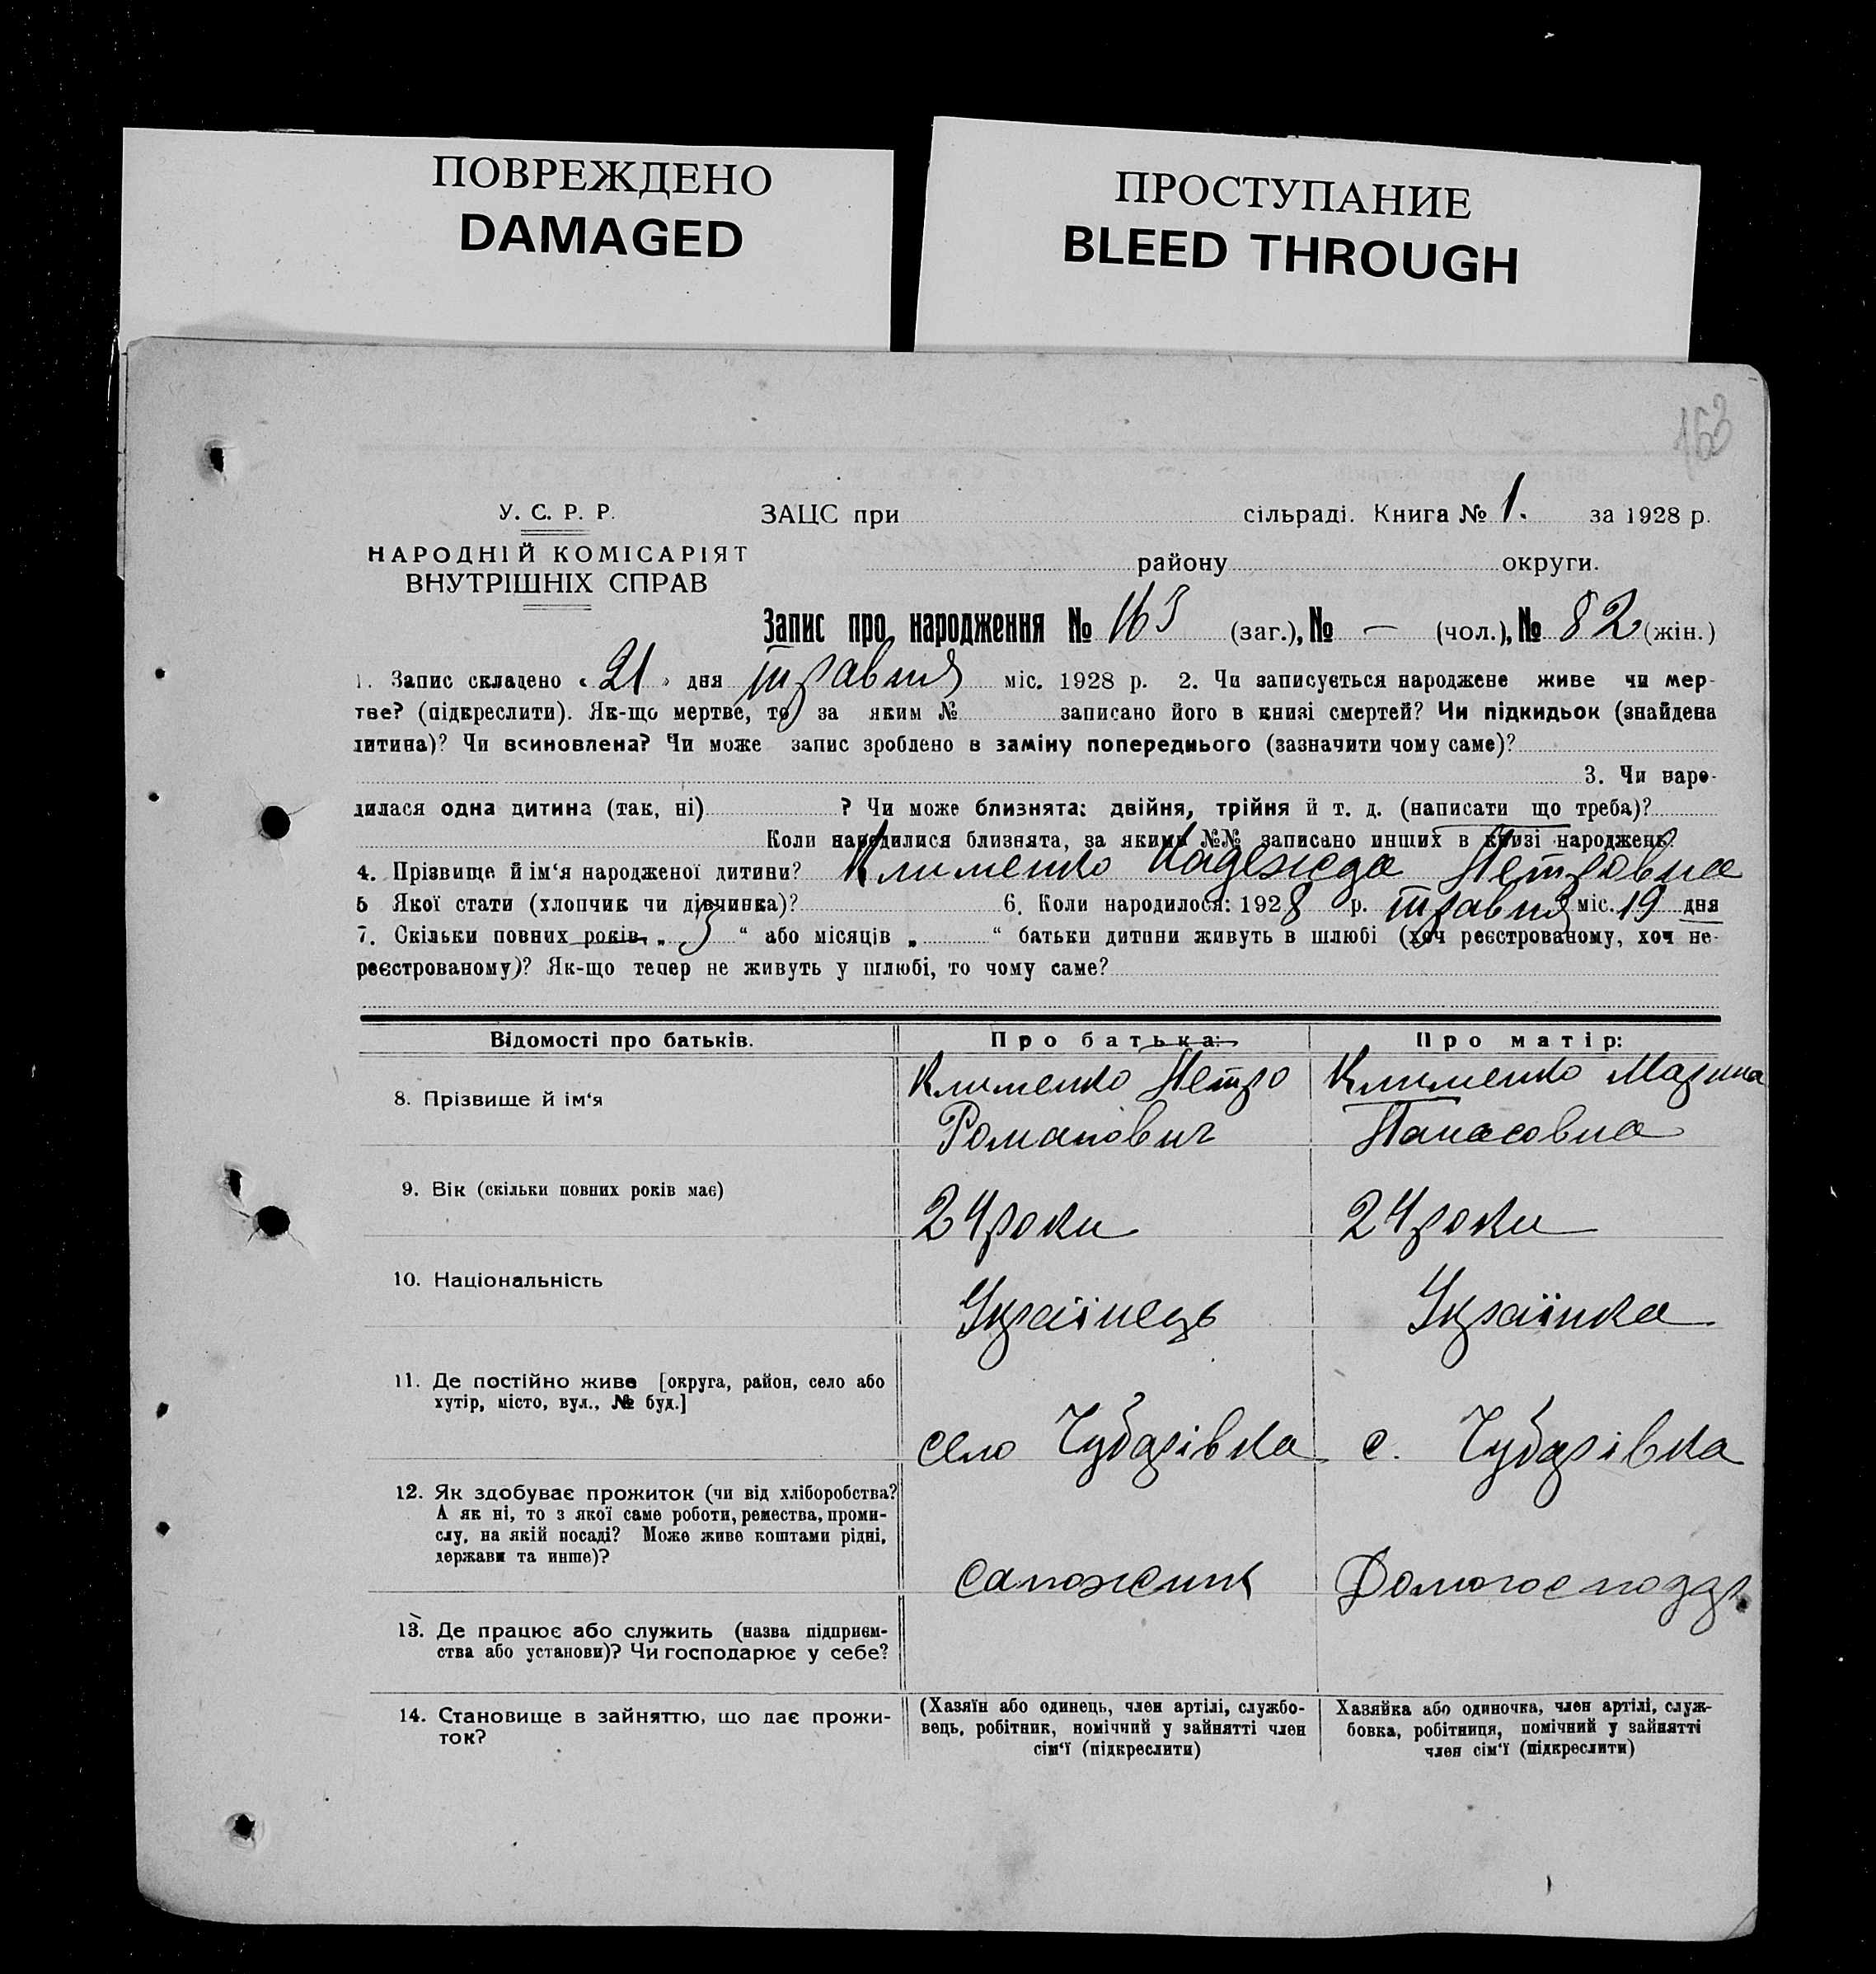 ПОВРЕЖДЕНО
DAMAGED
ПРОСТУПАНИЕ
BLEED THROUGH
163
У. С. Р. Р.
НАРОДНІЙ КОМІСАРІЯТ
ВНУТРІШНІХ СПРАВ
ЗАЦС при сільраді. Книга № 1. за 1928 р.
району округи.
Запис про народження № 163 (заг.), № — (чол.), № 82 (жін.)
1. Запис складено « 21 » дня травня міс. 1928 р. 2. Чи записується народжене живе чи мер-
тве? (підкреслити). Як-що мертве, то за яким № записано його в книзі смертей? Чи підкидьок (знайдена
дитина)? Чи всиновлена? Чи може запис зроблено в заміну попереднього (зазначити чому саме)?
3. Чи наро-
дилася одна дитина (так, ні) ? Чи може близнята: двійня, трійня й т. д. (написати що треба)?
Коли народилися близнята, за якими №№ записано инших в книзі народжень?
4. Прізвище й ім‘я народженої дитини? Клименко Надежда Петровна
5 Якої стати (хлопчик чи дівчинка)? 6. Коли народилося: 1928 р. травня міс. 19 дня
7. Скільки повних років, „ 3 “ або місяців „ “ батьки дитини живуть в шлюбі (хоч реєстрованому, хоч не-
реєстрованому)? Як-що тепер не живуть у шлюбі, то чому саме?
Відомості про батьків. Про батька: Про матір:
8. Прізвище й ім‘я
Клименко Петро
Романович
Клименко Марина
Панасовна
9. Вік (скільки повних років має)
24 роки
24 роки
10. Національність
Українець
Українка
11. Де постійно живе [округа, район, село або
хутір, місто, вул., № буд.]
село Чубарівка
с. Чубарівка
12. Як здобуває прожиток (чи від хліборобства?
А як ні, то з якої саме роботи, ремества, проми-
слу, на якій посаді? Може живе коштами рідні,
держави та инше)?
сапожник
13. Де працює або служить (назва підприєм-
ства або установи)? Чи господарює у себе?
14. Становище в зайняттю, що дає прожи-
ток?
(Хазяїн або одинець, член артілі, службо-
вець, робітник, помічний у зайнятті член
сім‘ї (підкреслити)
Хазяйка або одиночка, член артілі, служ-
бовка, робітниця, помічний у зайнятті
член сім‘ї (підкреслити)